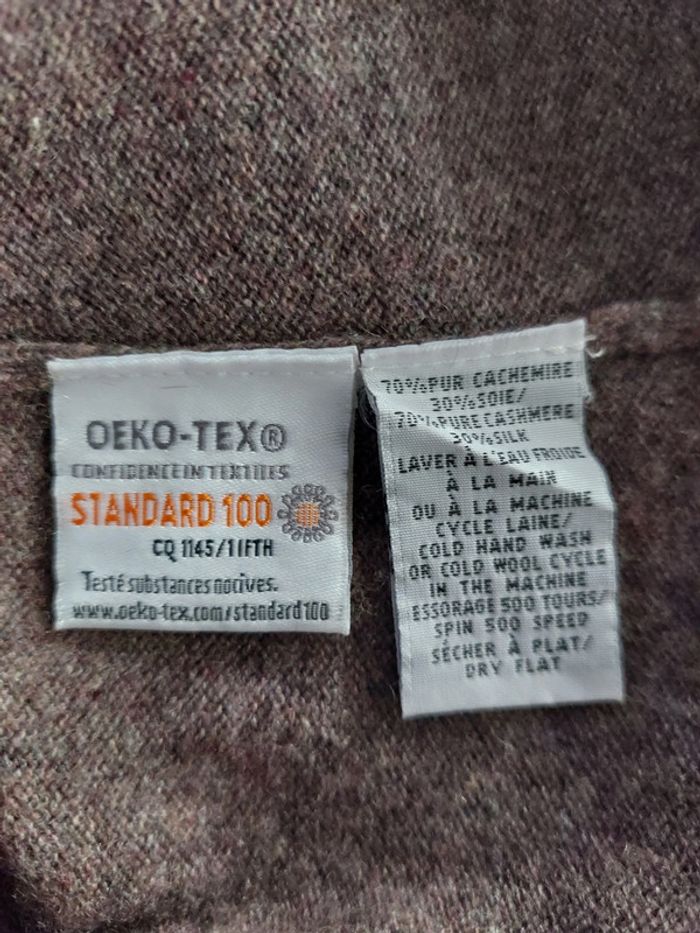 OEKO-TEX®
CONFIDENCE IN TEXTILES
STANDARD 100
CQ 1145/1 IFTH
Testé substances nocives.
www.oeko-tex.com/standard100
70%PUR CACHEMIRE
30%SOIE/
70%PURE CASHMERE
30%SILK
LAVER À L'EAU FROIDE
À LA MAIN
OU À LA MACHINE
CYCLE LAINE/
COLD HAND WASH
OR COLD WOOL CYCLE
IN THE MACHINE
ESSORAGE 500 TOURS/
SPIN 500 SPEED
SÉCHER À PLAT/
DRY FLAT